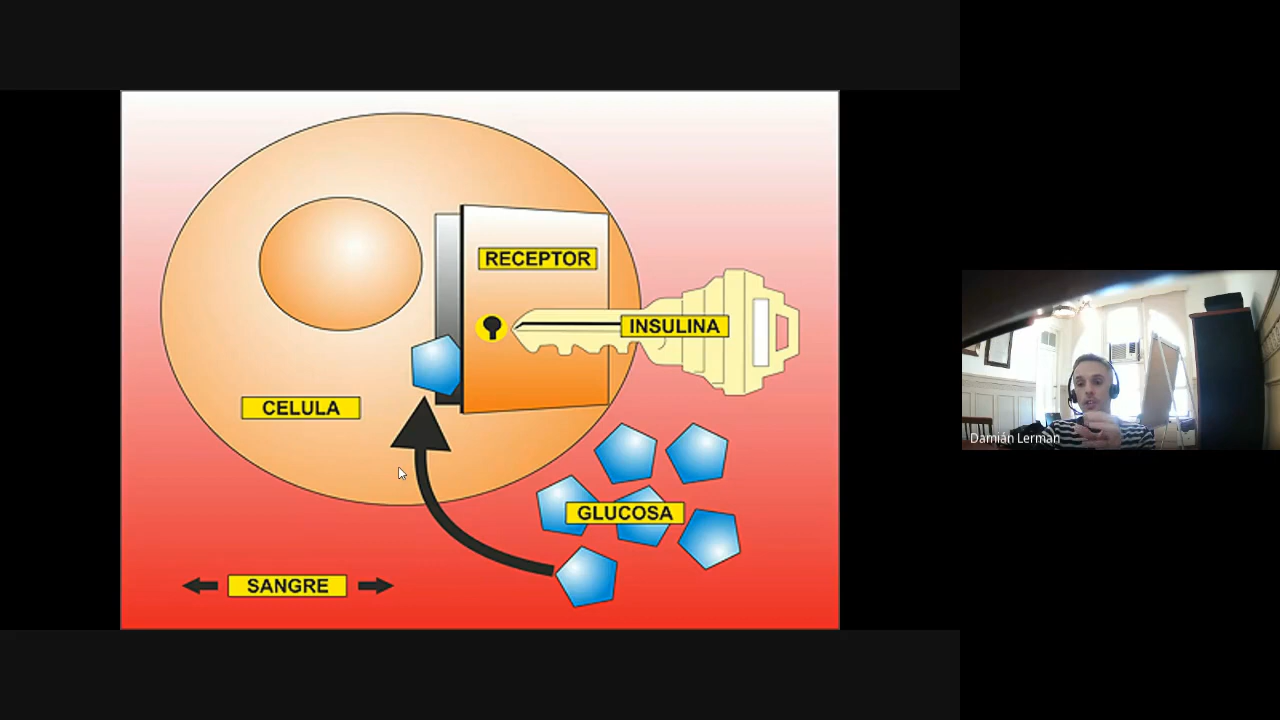 RECEPTOR
INSULINA
CELULA
GLUCOSA
SANGRE
Damián Lerman